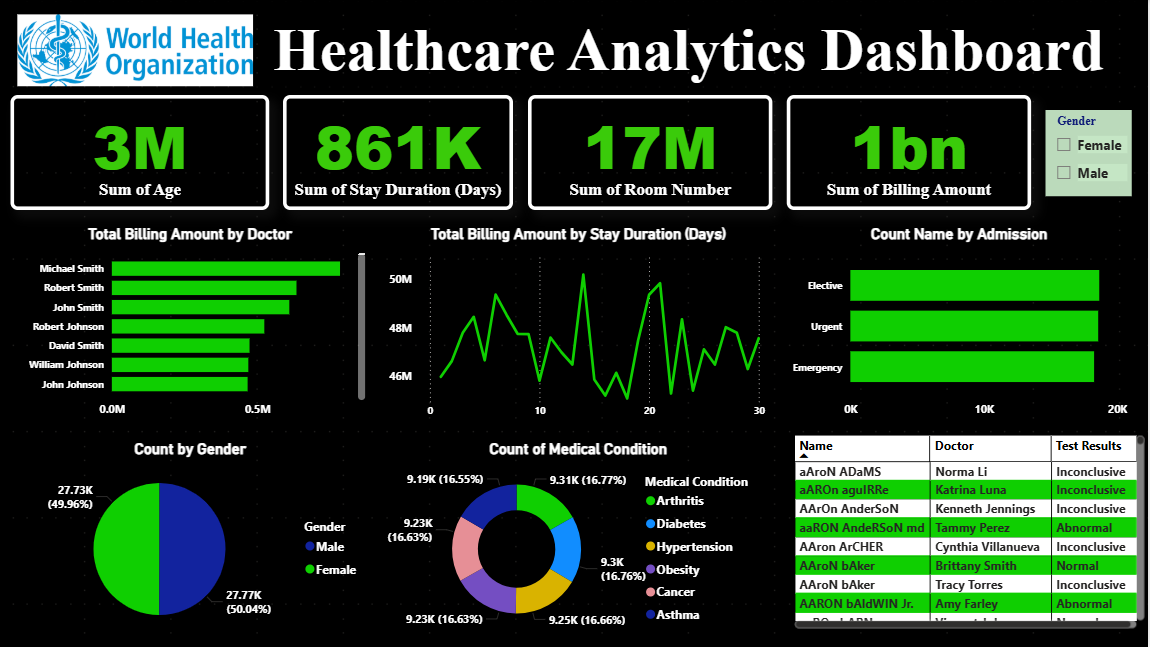 World Health
Organization
Healthcare Analytics Dashboard
3M
Sum of Age
861K
Sum of Stay Duration (Days)
17M
Sum of Room Number
1bn
Sum of Billing Amount
Gender
Female
Male
Total Billing Amount by Doctor
Michael Smith
Robert Smith
John Smith
Robert Johnson
David Smith
William Johnson
John Johnson
0.0M 0.5M
Total Billing Amount by Stay Duration (Days)
50M
48M
46M
0 10 20 30
Count Name by Admission
Elective
Urgent
Emergency
0K 10K 20K
Count by Gender
27.73K
(49.96%)
27.77K
(50.04%)
Gender
Male
Female
Count of Medical Condition
9.19K (16.55%)
9.31K (16.77%)
9.23K
(16.63%)
9.3K
(16.76%)
9.23K (16.63%)
9.25K (16.66%)
Medical Condition
Arthritis
Diabetes
Hypertension
Obesity
Cancer
Asthma
Name Doctor Test Results
aAroN ADaMS Norma Li Inconclusive
aAROn aguIRRe Katrina Luna Inconclusive
AArOn AnderSoN Kenneth Jennings Inconclusive
aaRON AndeRSoN md Tammy Perez Abnormal
AAron ArCHER Cynthia Villanueva Inconclusive
AAroN bAker Brittany Smith Normal
AAroN bAker Tracy Torres Inconclusive
AARON bAldWIN Jr. Amy Farley Abnormal